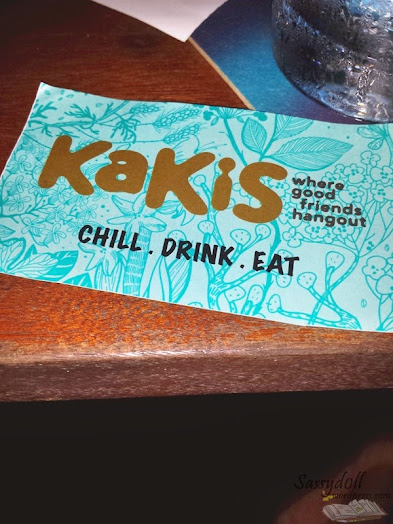 KaKiS
where
good
friends
hangout
CHILL . DRINK . EAT
Sassydoll